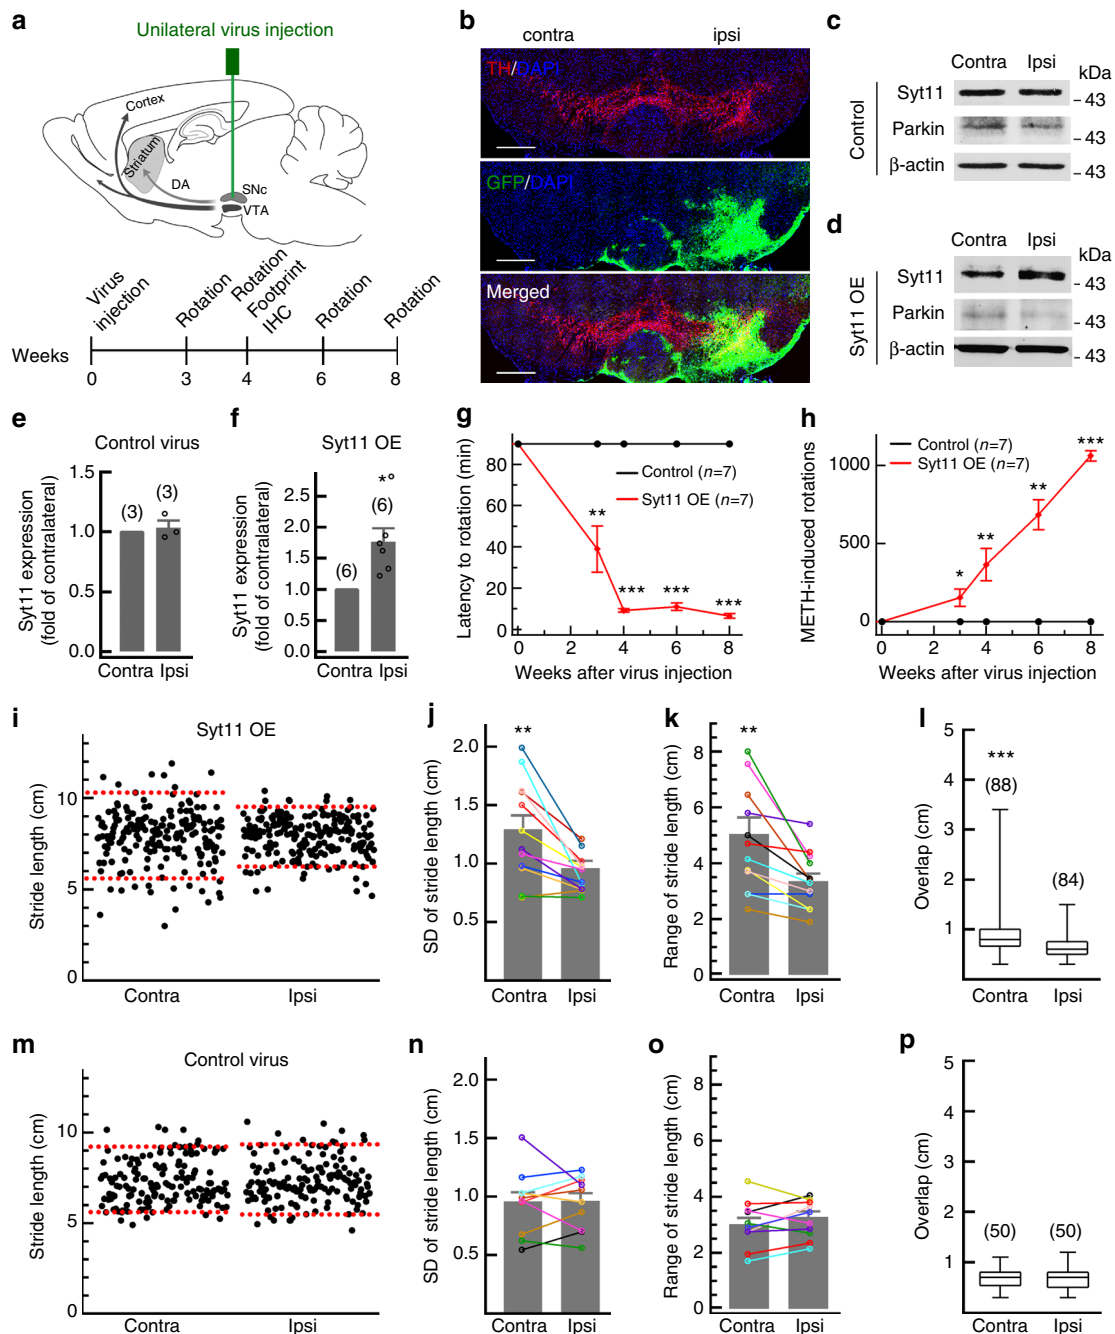 a
Unilateral virus injection
Cortex
Striatum
DA
SNc
VTA
Virus injection
Rotation
Rotation
Footprint
IHC
Rotation
Rotation
Weeks
0 3 4 6 8
b
contra ipsi
TH/DAPI
GFP/DAPI
Merged
c
Contra Ipsi
kDa
Control
Syt11
43
Parkin
43
β-actin
43
d
Contra Ipsi
kDa
Syt11 OE
Syt11
43
Parkin
43
β-actin
43
e
Control virus
Syt11 expression
(fold of contralateral)
1.5
1.0
0.5
0.0
(3)
(3)
Contra Ipsi
f
Syt11 OE
Syt11 expression
(fold of contralateral)
2.5
2.0
1.5
1.0
0.5
0.0
*
(6)
(6)
Contra Ipsi
g
Latency to rotation (min)
80
60
40
20
0
Control (n=7)
Syt11 OE (n=7)
**
***
***
***
0 2 4 6 8
Weeks after virus injection
h
METH-induced rotations
1000
500
0
Control (n=7)
Syt11 OE (n=7)
*
**
**
***
0 2 4 6 8
Weeks after virus injection
i
Syt11 OE
Stride length (cm)
10
5
0
Contra Ipsi
j
SD of stride length (cm)
2.0
1.5
1.0
0.5
**
Contra Ipsi
k
Range of stride length (cm)
8
6
4
2
0
**
Contra Ipsi
l
Overlap (cm)
5
4
3
2
1
***
(88)
(84)
Contra Ipsi
m
Control virus
Stride length (cm)
10
5
0
Contra Ipsi
n
SD of stride length (cm)
2.0
1.5
1.0
0.5
Contra Ipsi
o
Range of stride length (cm)
8
6
4
2
0
Contra Ipsi
p
Overlap (cm)
5
4
3
2
1
(50)
(50)
Contra Ipsi